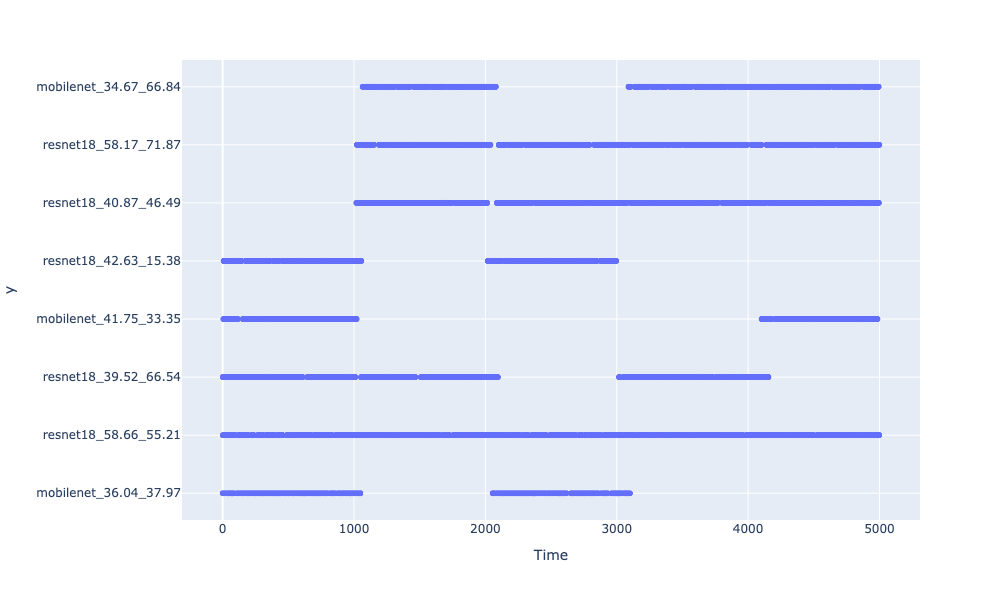 mobilenet_34.67_66.84
resnet18_58.17_71.87
resnet18_40.87_46.49
resnet18_42.63_15.38
y
mobilenet_41.75_33.35
resnet18_39.52_66.54
resnet18_58.66_55.21
mobilenet_36.04_37.97
0 1000 2000 3000 4000 5000
Time